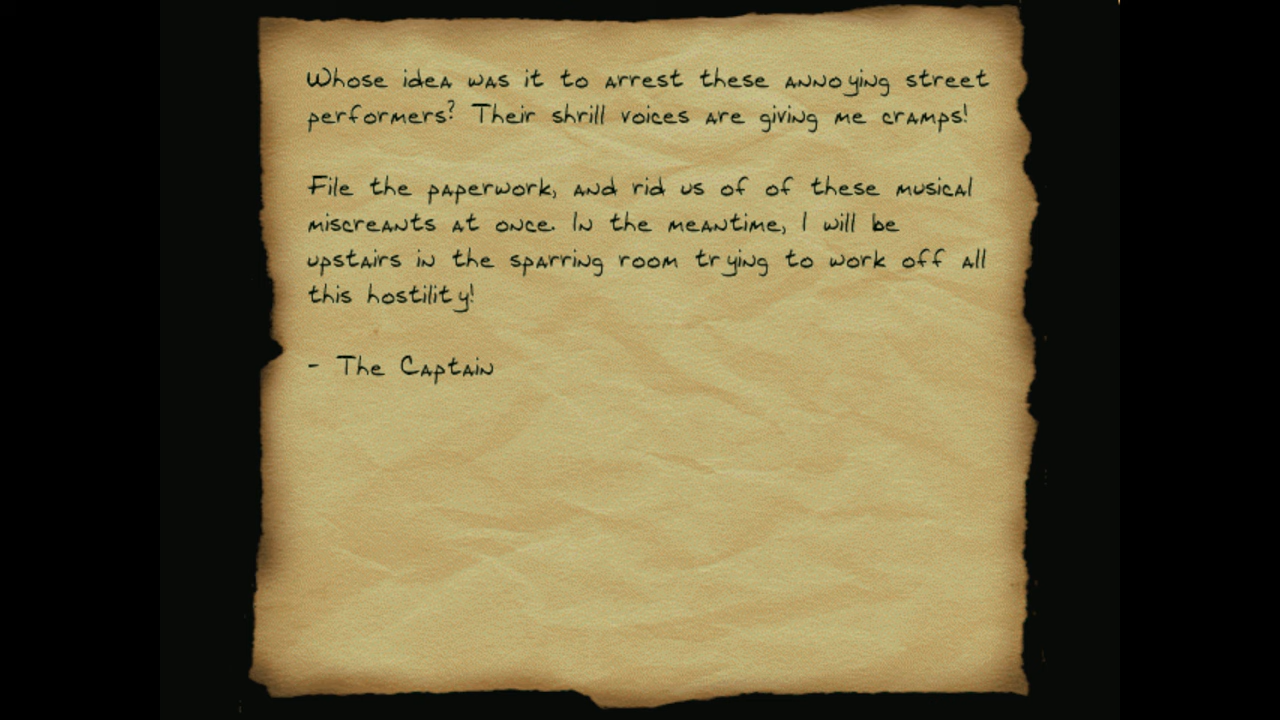 Whose idea was it to arrest these annoying street
performers? Their shrill voices are giving me cramps!
File the paperwork, and rid us of of these musical
miscreants at once. In the meantime, I will be
upstairs in the sparring room trying to work off all
this hostility!
- The Captain